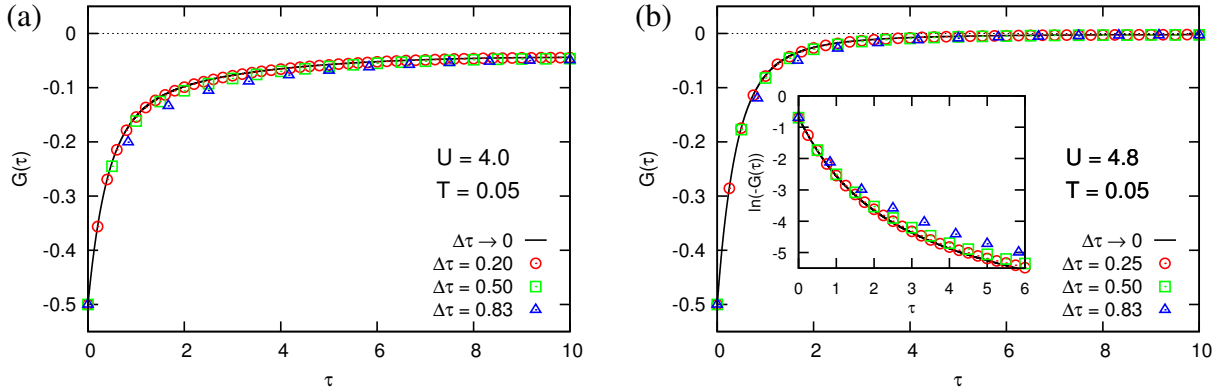 (a)
0
-0.1
-0.2
-0.3
-0.4
-0.5
G(τ)
U = 4.0
T = 0.05
Δτ → 0
Δτ = 0.20
Δτ = 0.50
Δτ = 0.83
0 2 4 6 8 10
τ
(b)
0
-0.1
-0.2
-0.3
-0.4
-0.5
G(τ)
0
-1
-2
-3
-4
-5
ln(-G(τ))
0 1 2 3 4 5 6
τ
U = 4.8
T = 0.05
Δτ → 0
Δτ = 0.25
Δτ = 0.50
Δτ = 0.83
0 2 4 6 8 10
τ